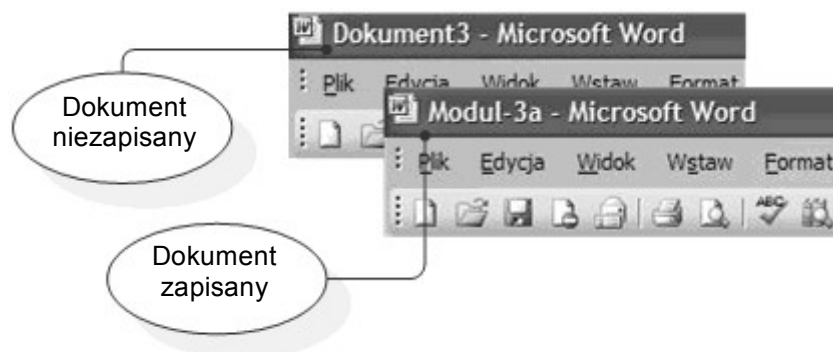 Dokument3 - Microsoft Word
Plik Edycja Widok Wstaw Format
Dokument
niezapisany
Modul-3a - Microsoft Word
Plik Edycja Widok Wstaw Format
ABC
Dokument
zapisany